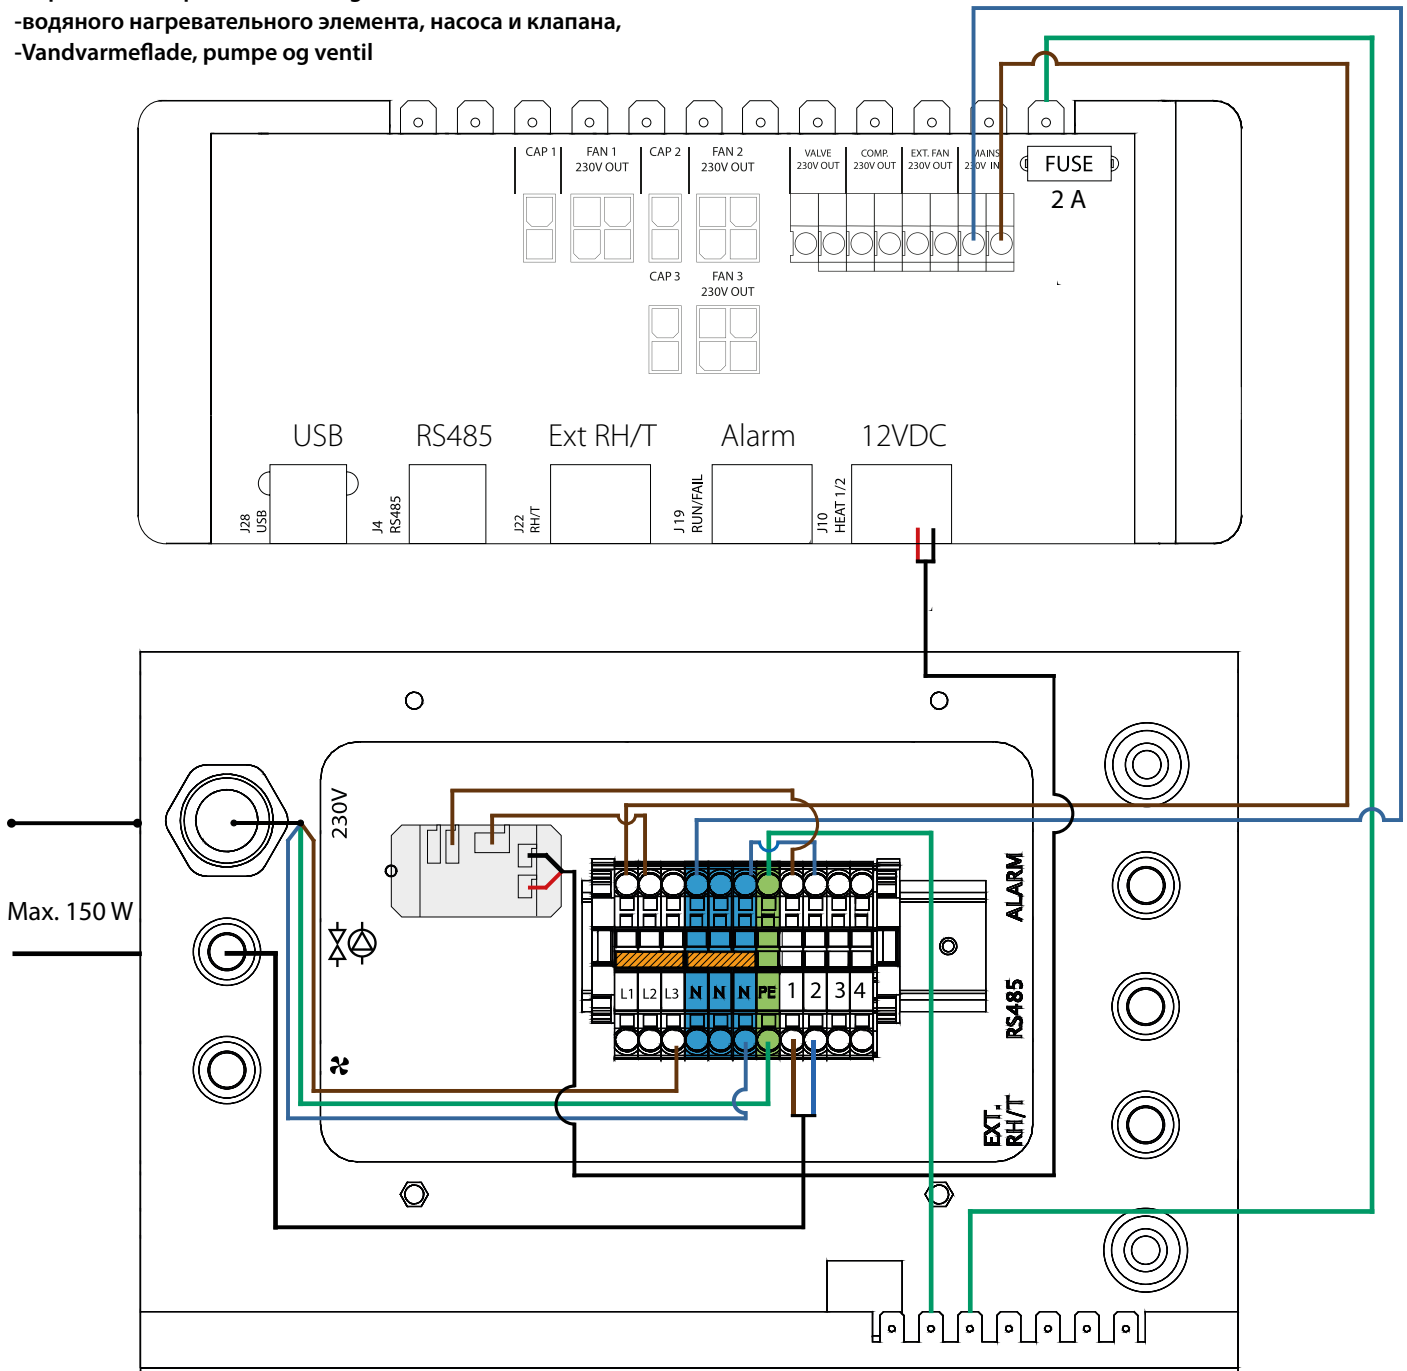 -водяного нагревательного элемента, насоса и клапана,
-Vandvarmeflade, pumpe og ventil
CAP 1
FAN 1
230V OUT
CAP 2
FAN 2
230V OUT
VALVE
230V OUT
COMP.
230V OUT
EXT. FAN
230V OUT
MAINS
230V IN
FUSE
2 A
CAP 3
FAN 3
230V OUT
USB
RS485
Ext RH/T
Alarm
12VDC
J28
USB
J4
RS485
J22
RH/T
J19
RUN/FAIL
J10
HEAT 1/2
230V
ALARM
Max. 150 W
L1 L2 L3 N N N PE 1 2 3 4
RS485
EXT.
RH/T